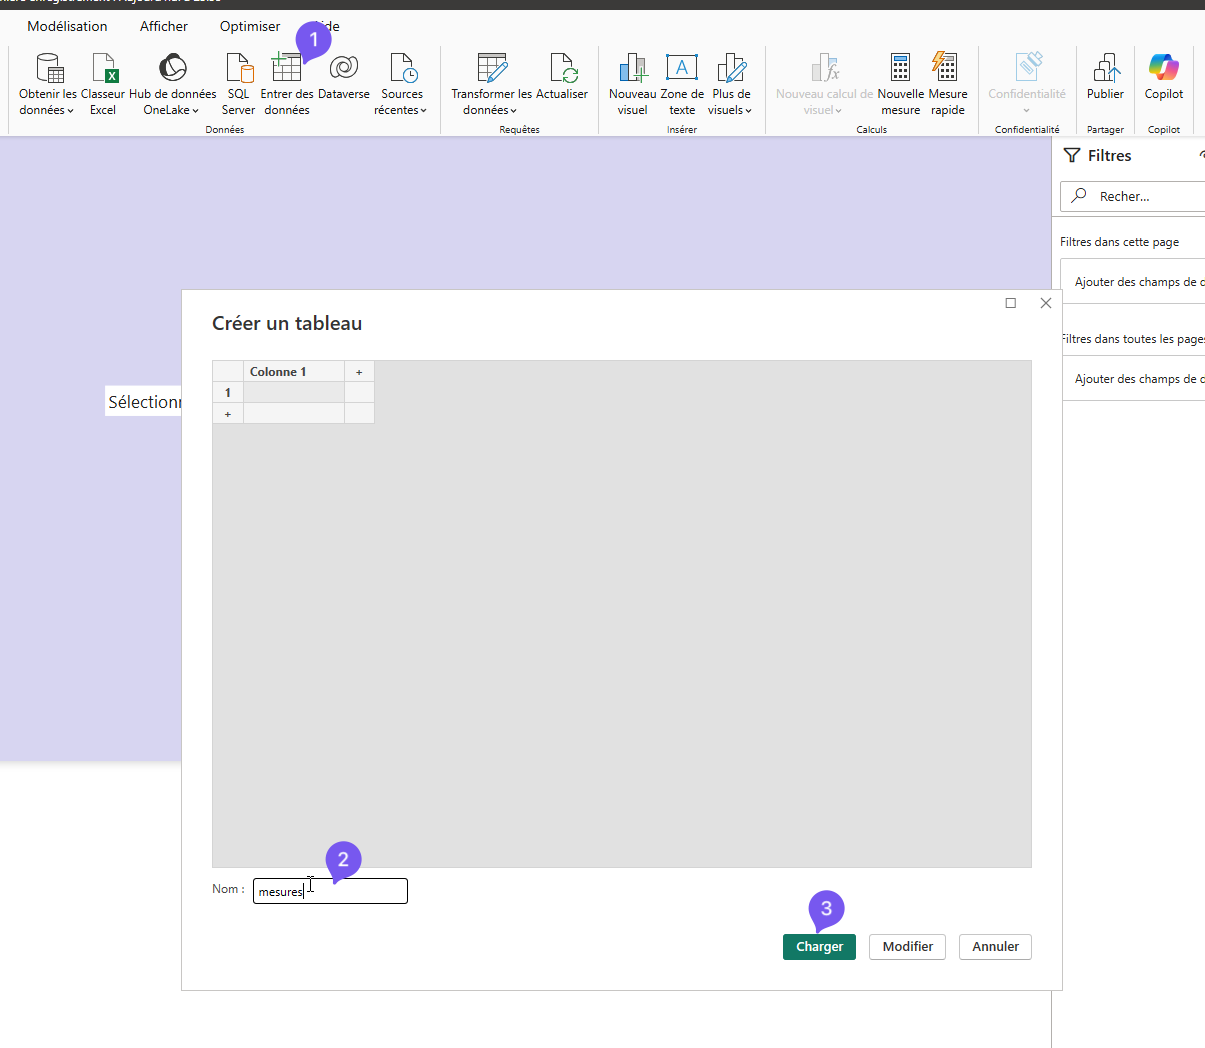 Modélisation Afficher Optimiser
1
Obtenir les données
Classeur Excel
Hub de données OneLake
SQL Server
Entrer des données
Dataverse
Sources récentes
Transformer les données
Actualiser
Nouveau visuel
Zone de texte
Plus de visuels
Nouveau calcul de visuel
Nouvelle mesure
Mesure rapide
Confidentialité
Publier
Copilot
Données
Requêtes
Insérer
Calculs
Confidentialité
Partager
Copilot
Filtres
Recher...
Filtres dans cette page
Ajouter des champs de
Filtres dans toutes les pages
Ajouter des champs de
Sélection
Créer un tableau
Colonne 1 +
1
+
2
Nom : mesures
3
Charger Modifier Annuler